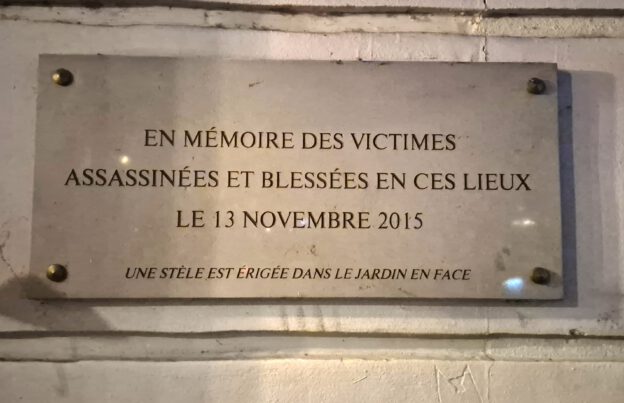 EN MÉMOIRE DES VICTIMES
ASSASSINÉES ET BLESSÉES EN CES LIEUX
LE 13 NOVEMBRE 2015
UNE STÈLE EST ÉRIGÉE DANS LE JARDIN EN FACE